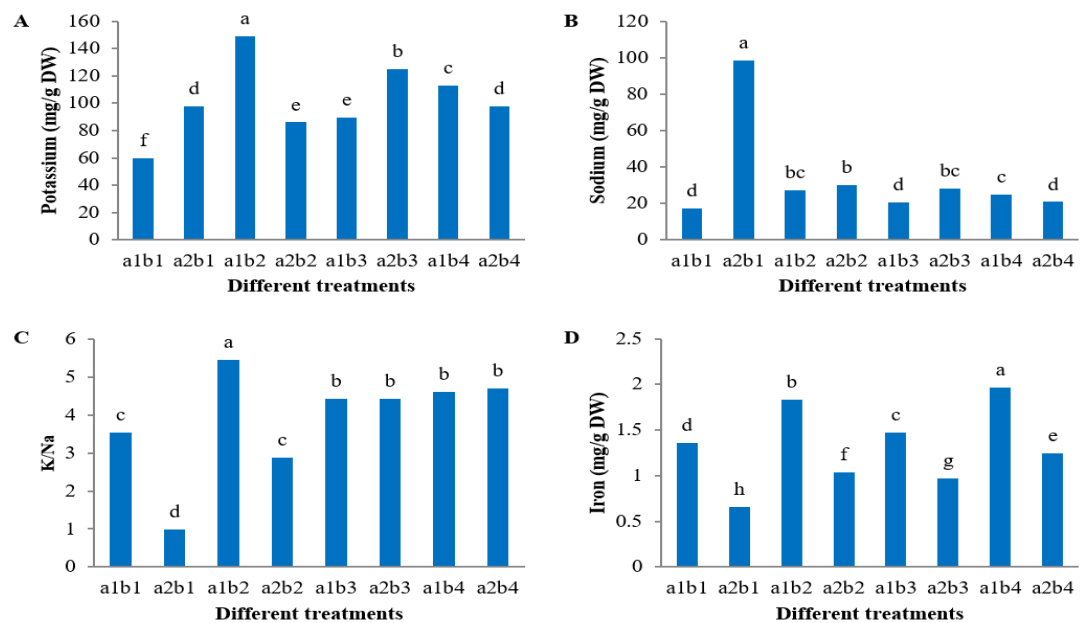 A
Potassium (mg/g DW)
160
140
120
100
80
60
40
20
0
f
d
a
e
e
b
c
d
a1b1 a2b1 a1b2 a2b2 a1b3 a2b3 a1b4 a2b4
Different treatments
B
Sodium (mg/g DW)
120
100
80
60
40
20
0
d
a
bc
b
d
bc
c
d
a1b1 a2b1 a1b2 a2b2 a1b3 a2b3 a1b4 a2b4
Different treatments
C
K/Na
6
5
4
3
2
1
0
c
d
a
c
b
b
b
b
a1b1 a2b1 a1b2 a2b2 a1b3 a2b3 a1b4 a2b4
Different treatments
D
Iron (mg/g DW)
2.5
2
1.5
1
0.5
0
d
h
b
f
c
g
a
e
a1b1 a2b1 a1b2 a2b2 a1b3 a2b3 a1b4 a2b4
Different treatments